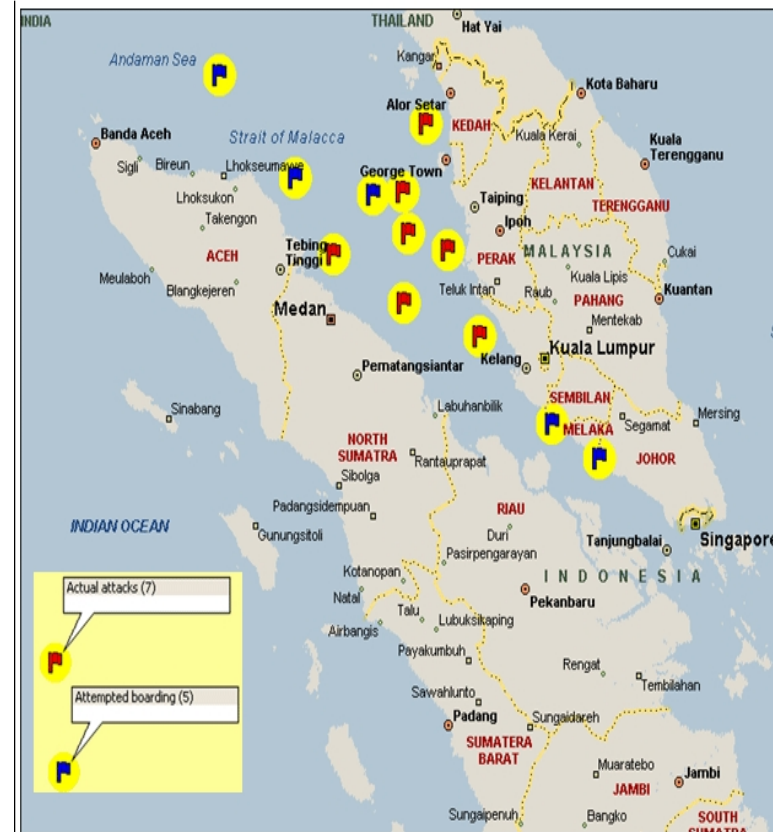 INDIA
THAILAND
Hat Yai
Andaman Sea
Kangar
Kota Baharu
Alor Setar
KEDAH
Banda Aceh
Strait of Malacca
Kuala Kerai
Kuala
Terengganu
Sigli
Bireun
Lhokseumawe
George Town
KELANTAN
Lhoksukon
Taiping
TERENGGANU
Takengon
Ipoh
ACEH
Tebing
Tinggi
PERAK
MALAYSIA
Cukai
Meulaboh
Blangkejeren
Teluk Intan
Kuala Lipis
Raub
PAHANG
Kuantan
Medan
Mentekab
Kuala Lumpur
Kelang
Pematangsiantar
SEMBILAN
Sinabang
Labuhanbilik
MELAKA
Segamat
Mersing
NORTH
SUMATRA
Rantauprapat
JOHOR
Sibolga
Padangsidempuan
RIAU
INDIAN OCEAN
Gunungsitoli
Duri
Tanjungbalai
Singapore
Pasirpengarayan
INDONESIA
Kotanopan
Natal
Pekanbaru
Talu
Airbangis
Lubuksikaping
Payakumbuh
Rengat
Tembilahan
Sawahlunto
Padang
Sungaidareh
SUMATERA
BARAT
Muaratebo
Jambi
JAMBI
Sungaipenuh
Bangko
SOUTH
SUMATRA
Actual attacks (7)
Attempted boarding (5)